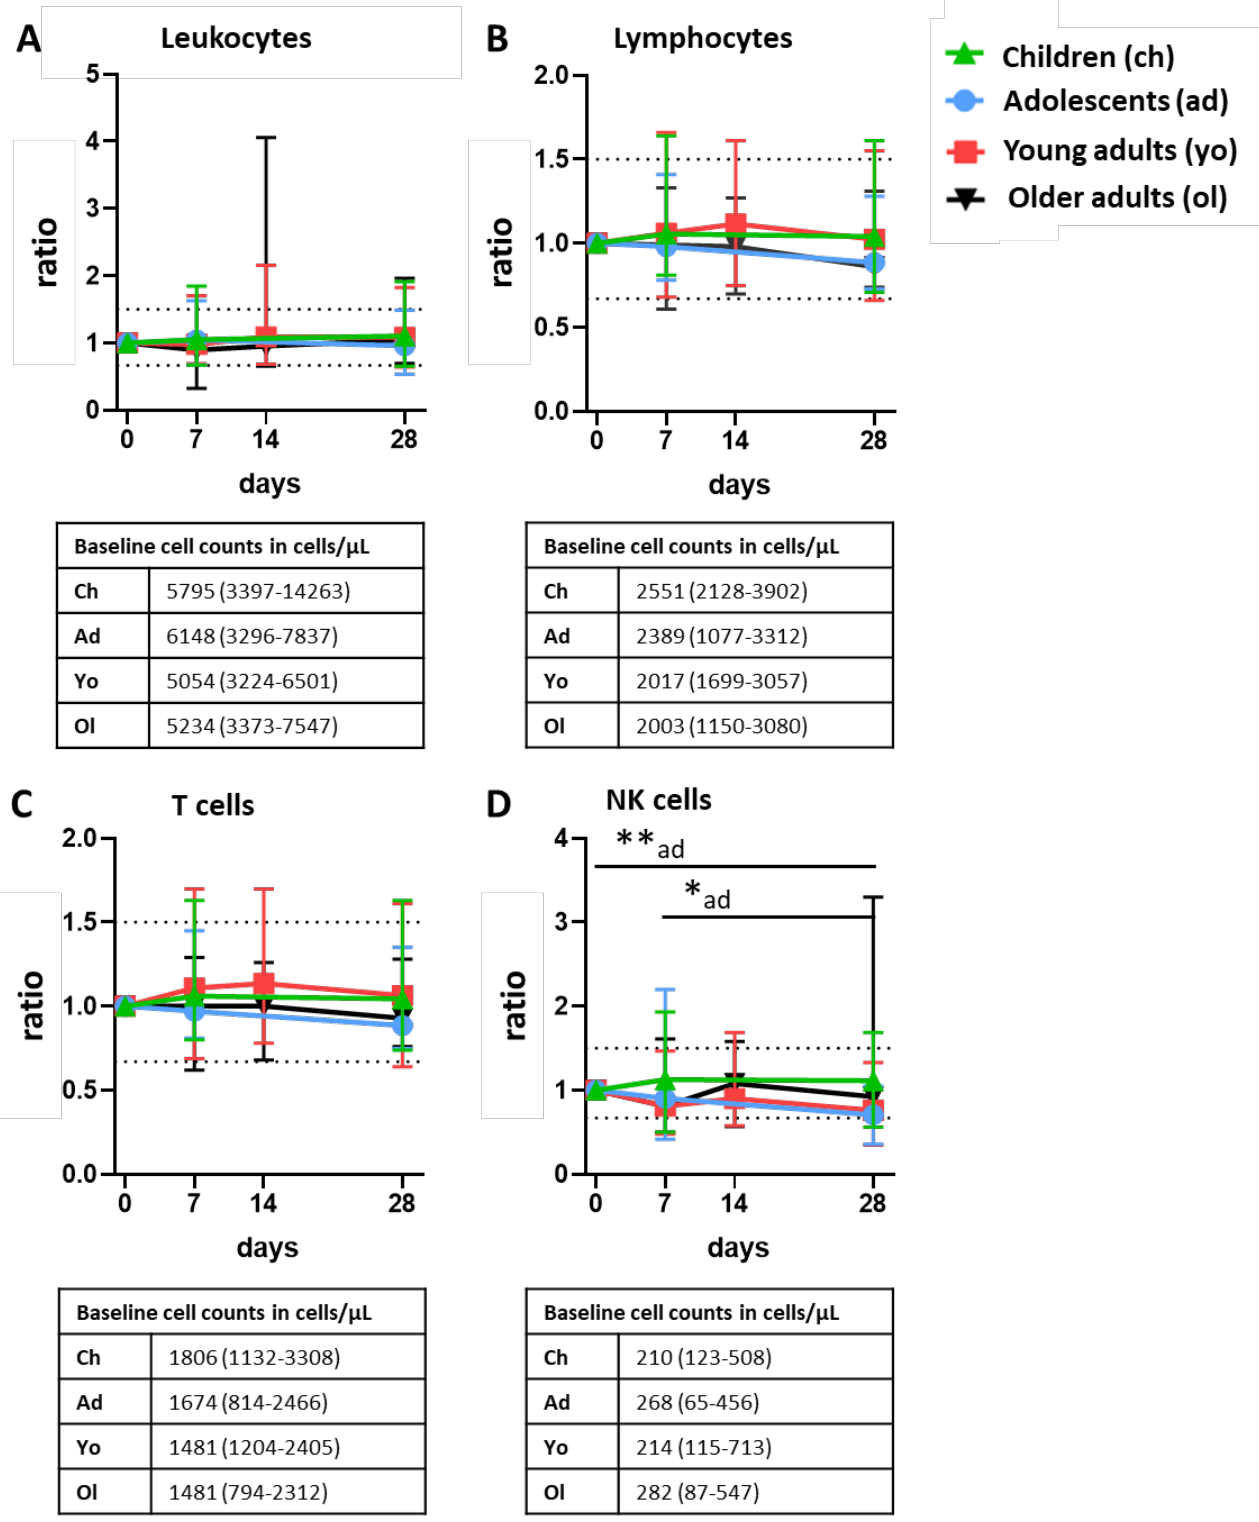 A Leukocytes
5
4
3
2
1
0
ratio
0 7 14 28
days
Baseline cell counts in cells/µL
Ch 5795 (3397-14263)
Ad 6148 (3296-7837)
Yo 5054 (3224-6501)
Ol 5234 (3373-7547)
B Lymphocytes
2.0
1.5
1.0
0.5
0.0
ratio
0 7 14 28
days
Baseline cell counts in cells/µL
Ch 2551 (2128-3902)
Ad 2389 (1077-3312)
Yo 2017 (1699-3057)
Ol 2003 (1150-3080)
Children (ch)
Adolescents (ad)
Young adults (yo)
Older adults (ol)
C T cells
2.0
1.5
1.0
0.5
0.0
ratio
0 7 14 28
days
Baseline cell counts in cells/µL
Ch 1806 (1132-3308)
Ad 1674 (814-2466)
Yo 1481 (1204-2405)
Ol 1481 (794-2312)
D NK cells
**ad
*ad
4
3
2
1
0
ratio
0 7 14 28
days
Baseline cell counts in cells/µL
Ch 210 (123-508)
Ad 268 (65-456)
Yo 214 (115-713)
Ol 282 (87-547)